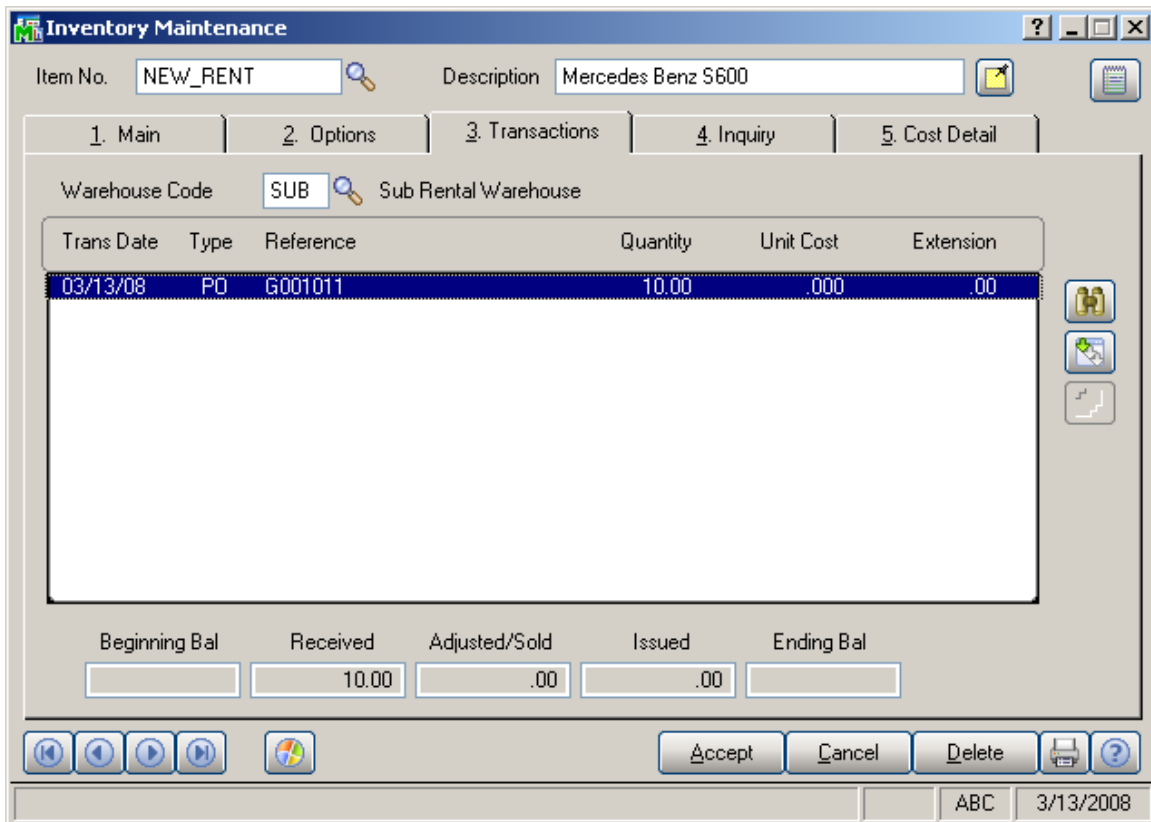 Inventory Maintenance
Item No. NEW_RENT Description Mercedes Benz S600
1. Main 2. Options 3. Transactions 4. Inquiry 5. Cost Detail
Warehouse Code SUB Sub Rental Warehouse
Trans Date Type Reference Quantity Unit Cost Extension
03/13/08 PO G001011 10.00 .000 .00
Beginning Bal Received Adjusted/Sold Issued Ending Bal
10.00 .00 .00
Accept Cancel Delete
ABC 3/13/2008